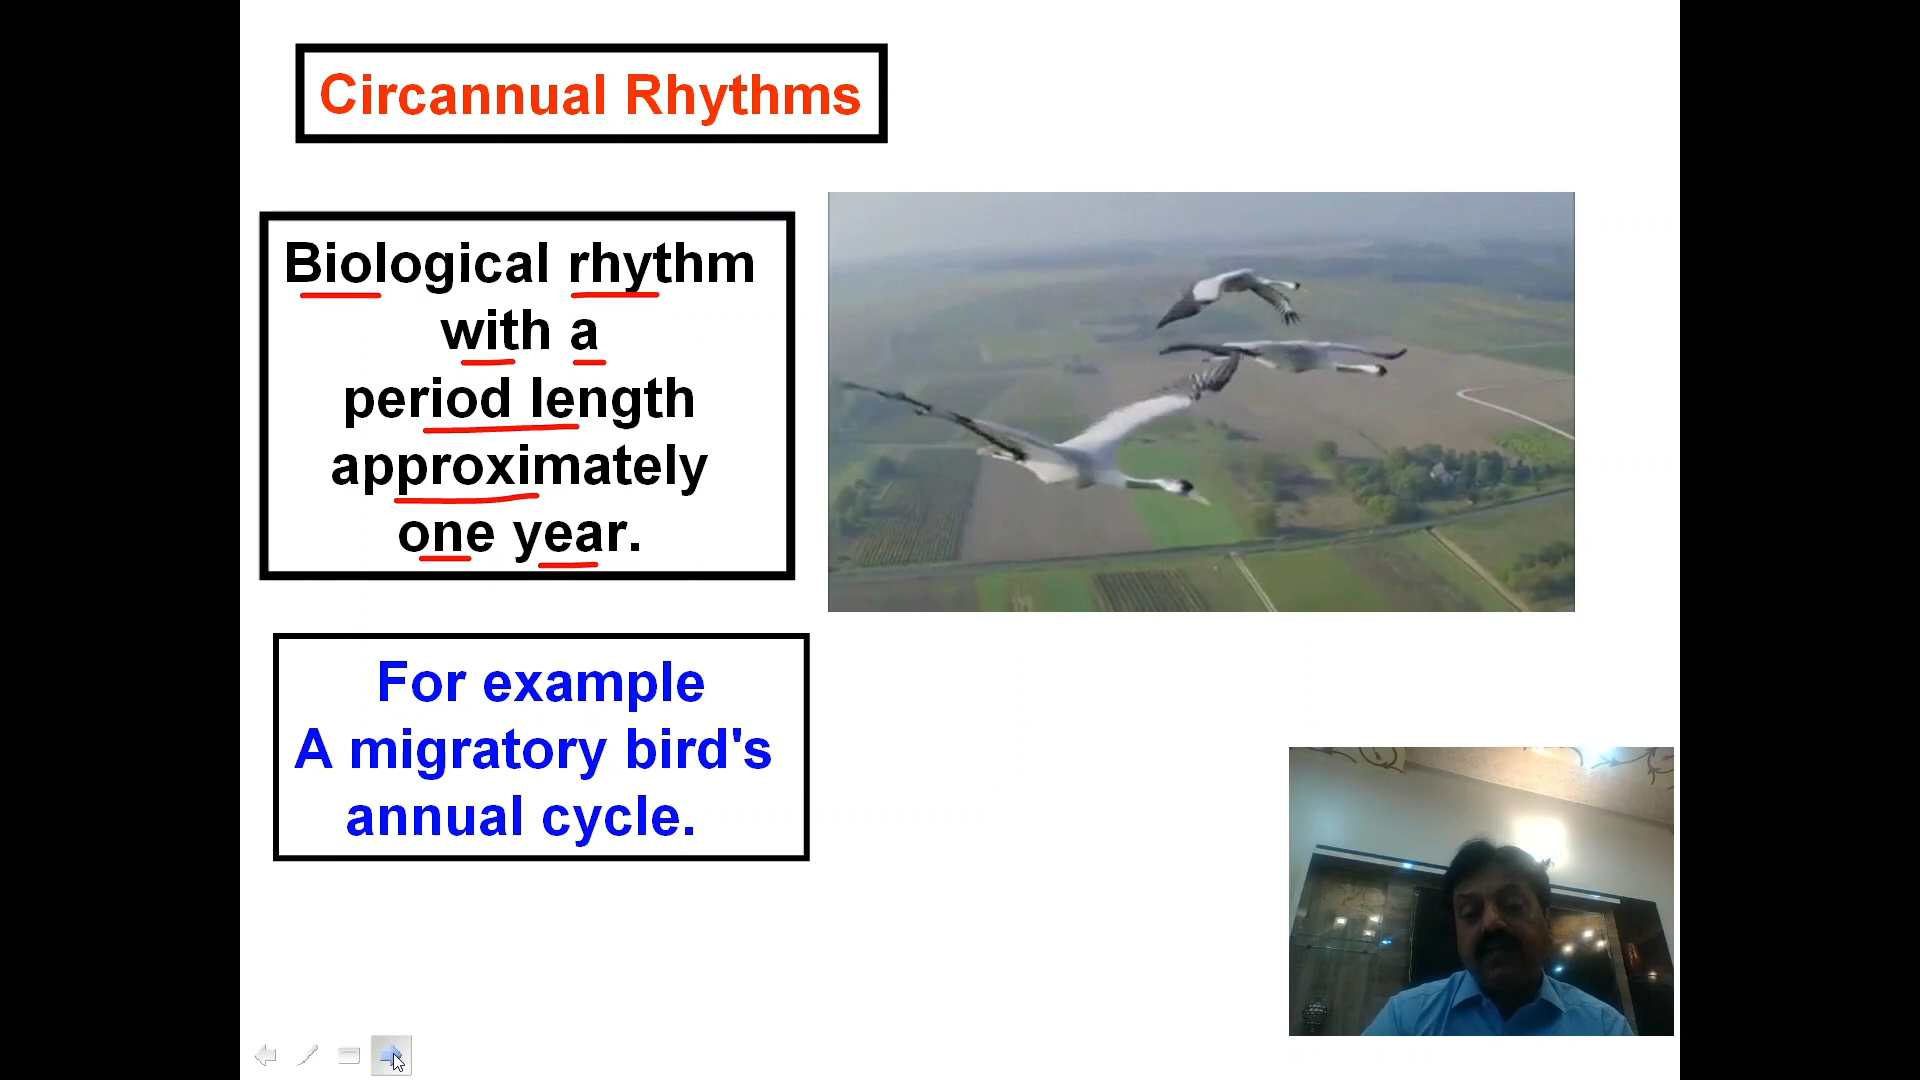 Circannual Rhythms
Biological rhythm
with a
period length
approximately
one year.
For example
A migratory bird's
annual cycle.